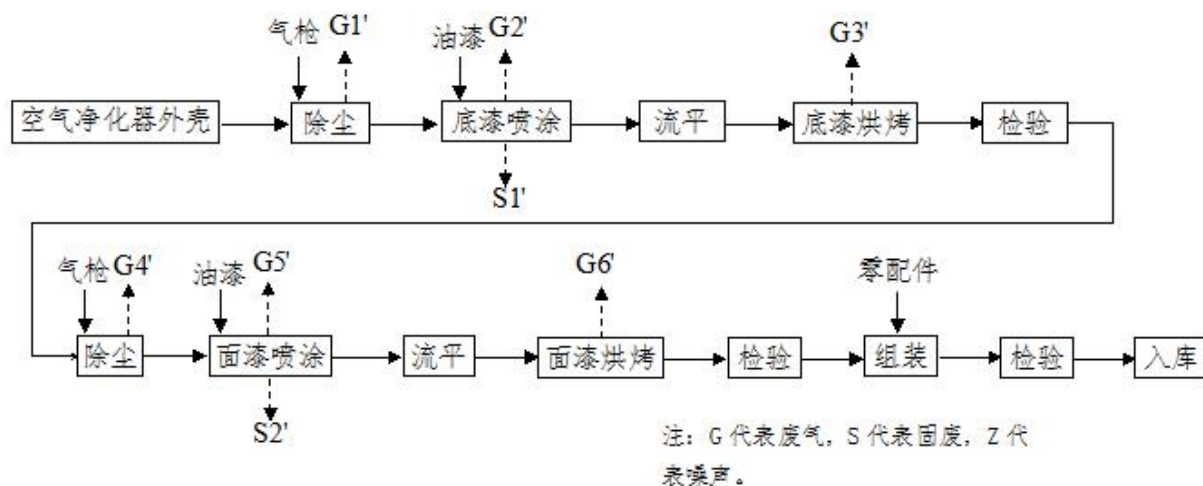 气枪 G1' 油漆 G2' G3'
空气净化器外壳 除尘 底漆喷涂 流平 底漆烘烤 检验
S1'
气枪 G4' 油漆 G5' G6' 零配件
除尘 面漆喷涂 流平 面漆烘烤 检验 组装 检验 入库
S2'
注：G 代表废气，S 代表固废，Z 代
表噪声。